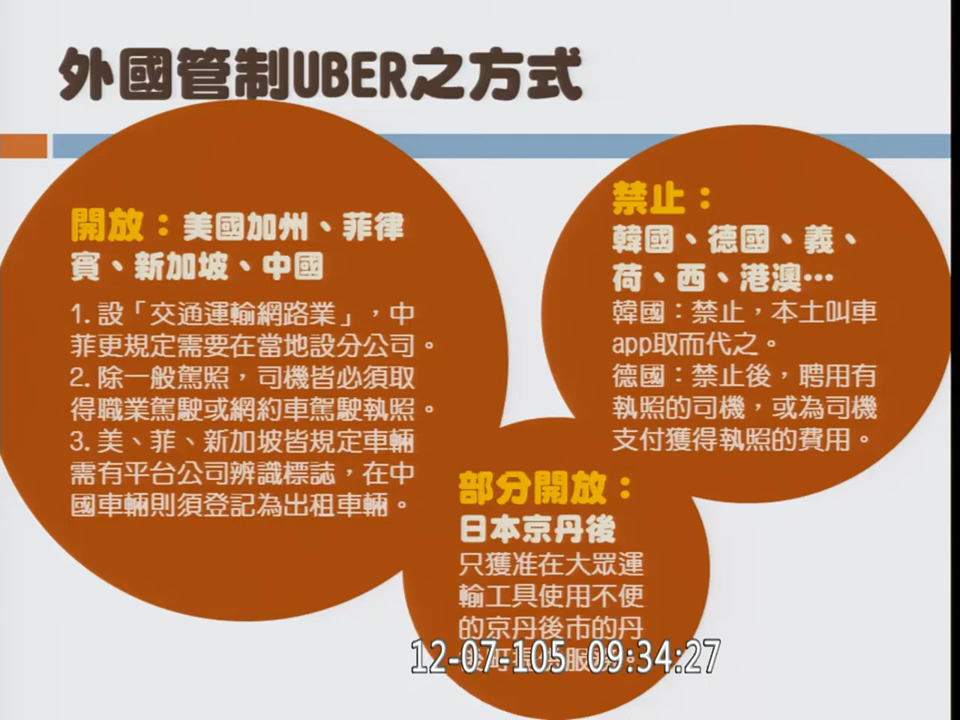 外國管制UBER之方式
開放：美國加州、菲律
賓、新加坡、中國
1. 設「交通運輸網路業」，中
菲更規定需要在當地設分公司。
2. 除一般駕照，司機皆必須取
得職業駕駛或網約車駕駛執照。
3. 美、菲、新加坡皆規定車輛
需有平台公司辨識標誌，在中
國車輛則須登記為出租車輛。
禁止：
韓國、德國、義、
荷、西、港澳…
韓國：禁止，本土叫車
app取而代之。
德國：禁止後，聘用有
執照的司機，或為司機
支付獲得執照的費用。
部分開放：
日本京丹後
只獲准在大眾運
輸工具使用不便
的京丹後市的丹
12-07-105 09:34:27